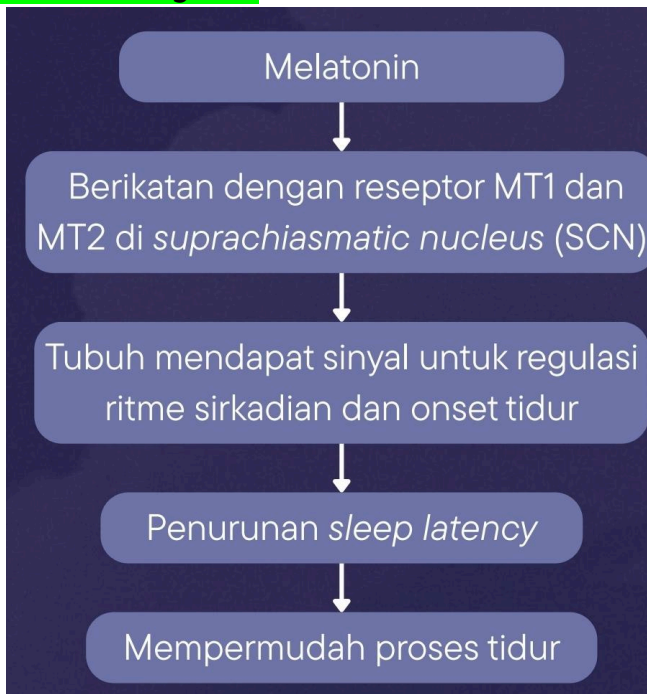 Melatonin
Berikatan dengan reseptor MT1 dan
MT2 di suprachiasmatic nucleus (SCN)
Tubuh mendapat sinyal untuk regulasi
ritme sirkadian dan onset tidur
Penurunan sleep latency
Mempermudah proses tidur